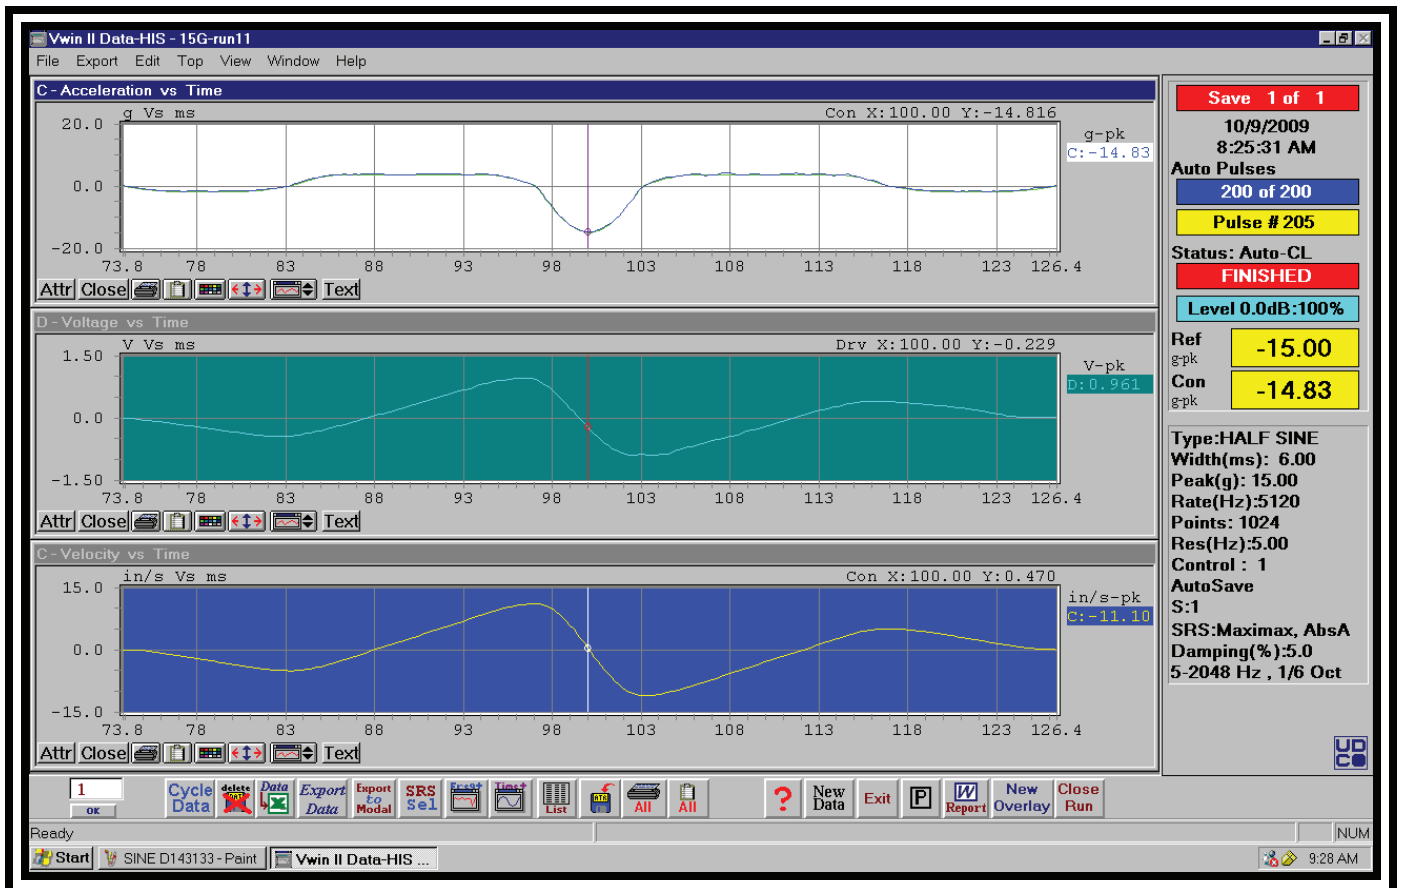 Vwin II Data-HIS - 15G-run11
File Export Edit Top View Window Help
C - Acceleration vs Time
g Vs ms
Con X:100.00 Y:-14.816
20.0
0.0
-20.0
g-pk
C:-14.83
73.8 78 83 88 93 98 103 108 113 118 123 126.4
Attr Close Text
D - Voltage vs Time
V Vs ms
Drv X:100.00 Y:-0.229
1.50
0.0
-1.50
V-pk
D:0.961
73.8 78 83 88 93 98 103 108 113 118 123 126.4
Attr Close Text
C - Velocity vs Time
in/s Vs ms
Con X:100.00 Y:0.470
15.0
0.0
-15.0
in/s-pk
C:-11.10
73.8 78 83 88 93 98 103 108 113 118 123 126.4
Attr Close Text
Save 1 of 1
10/9/2009
8:25:31 AM
Auto Pulses
200 of 200
Pulse # 205
Status: Auto-CL
FINISHED
Level 0.0dB:100%
Ref
g-pk
-15.00
Con
g-pk
-14.83
Type:HALF SINE
Width(ms): 6.00
Peak(g): 15.00
Rate(Hz):5120
Points: 1024
Res(Hz):5.00
Control : 1
AutoSave
S:1
SRS:Maximax, AbsA
Damping(%):5.0
5-2048 Hz , 1/6 Oct
UD
CO
1
OK
Cycle
Data
delete
Data
Export
Data
Export
to
Modal
SRS
Sel
List
All
All
?
New
Data
Exit
P
W
Report
New
Overlay
Close
Run
Ready
NUM
Start
SINE D143133 - Paint
Vwin II Data-HIS ...
9:28 AM